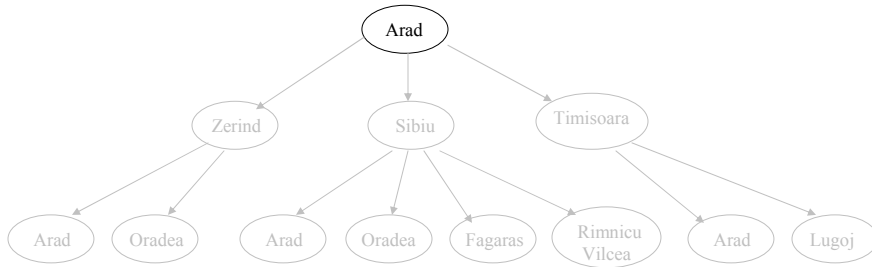 Arad
Zerind
Sibiu
Timisoara
Arad
Oradea
Arad
Oradea
Fagaras
Rimnicu
Vilcea
Arad
Lugoj